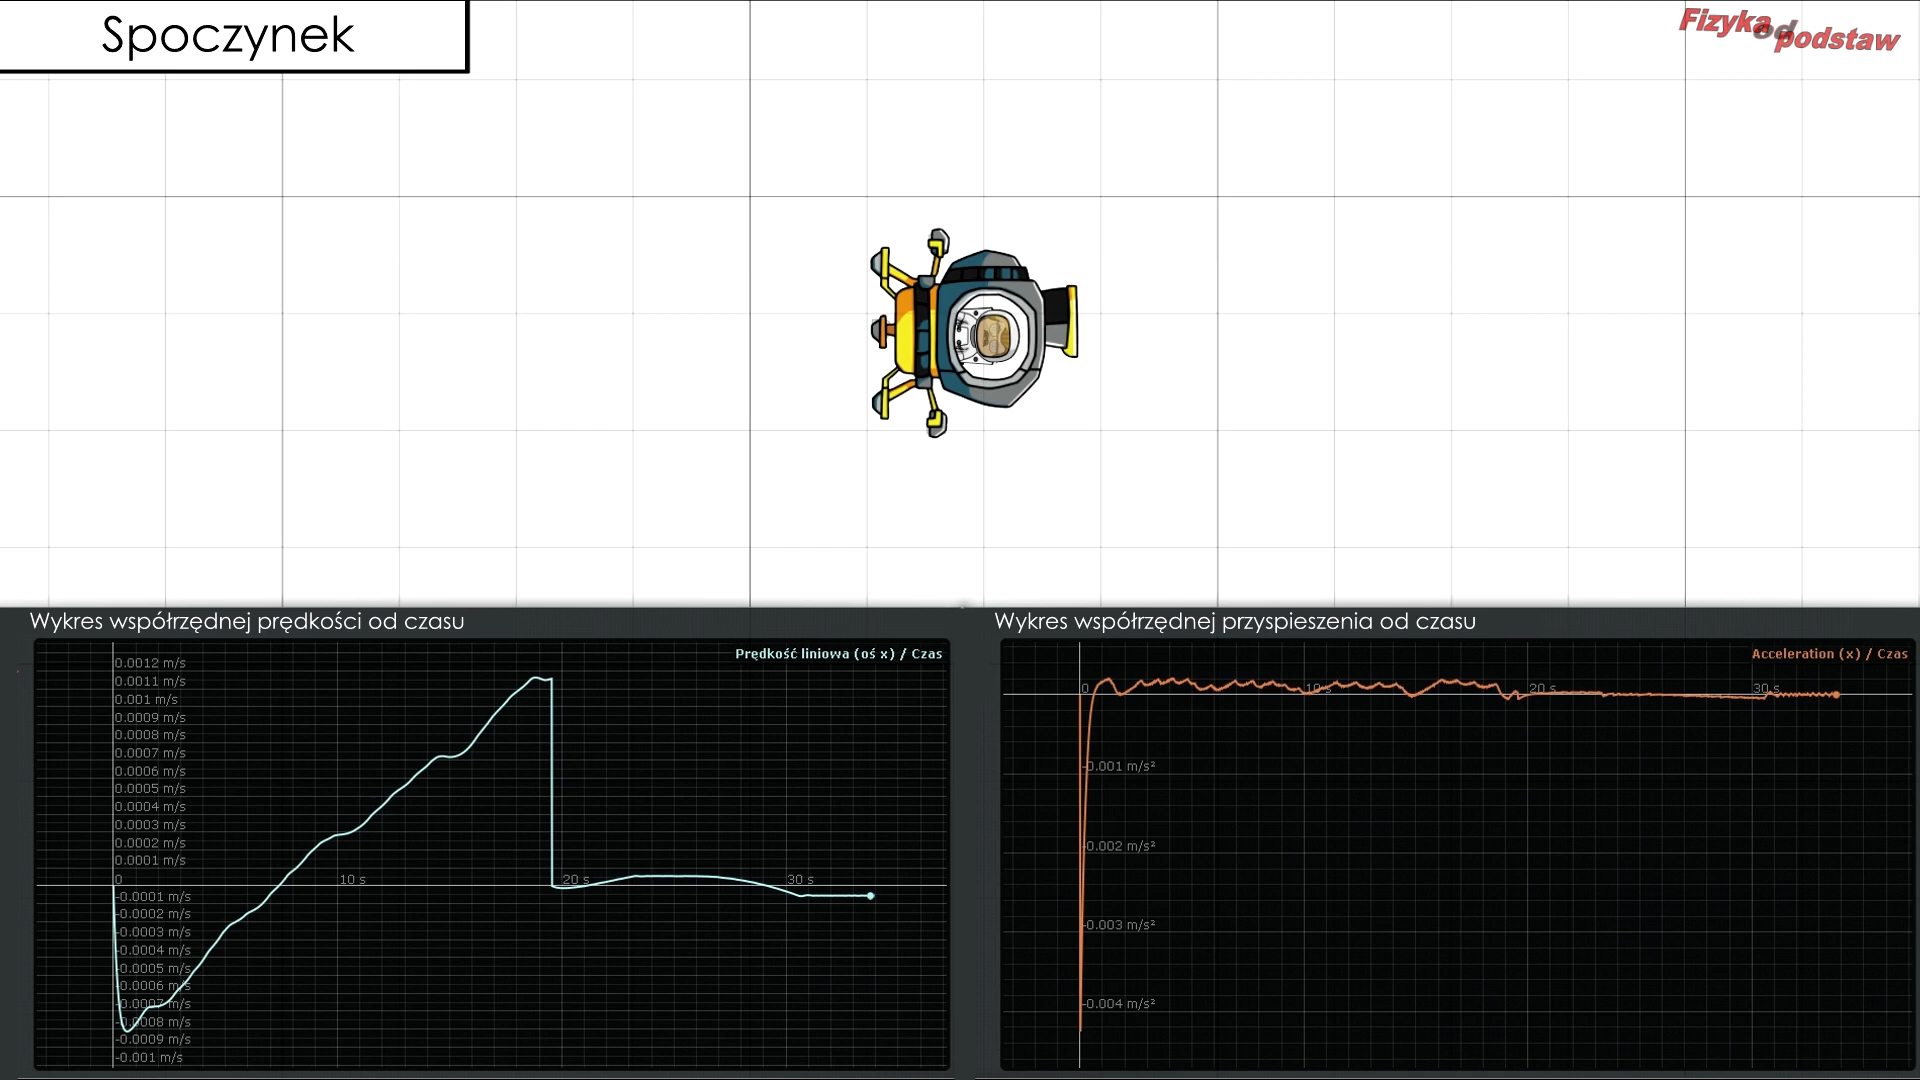 Spoczynek
Fizyka od podstaw
Wykres współrzędnej prędkości od czasu
Prędkość liniowa (oś x) / Czas
0.0012 m/s
0.0011 m/s
0.001 m/s
0.0009 m/s
0.0008 m/s
0.0007 m/s
0.0006 m/s
0.0005 m/s
0.0004 m/s
0.0003 m/s
0.0002 m/s
0.0001 m/s
0
10 s
20 s
30 s
-0.0001 m/s
-0.0002 m/s
-0.0003 m/s
-0.0004 m/s
-0.0005 m/s
-0.0006 m/s
-0.0007 m/s
-0.0008 m/s
-0.0009 m/s
-0.001 m/s
Wykres współrzędnej przyspieszenia od czasu
Acceleration (x) / Czas
0
10 s
20 s
30 s
-0.001 m/s²
-0.002 m/s²
-0.003 m/s²
-0.004 m/s²